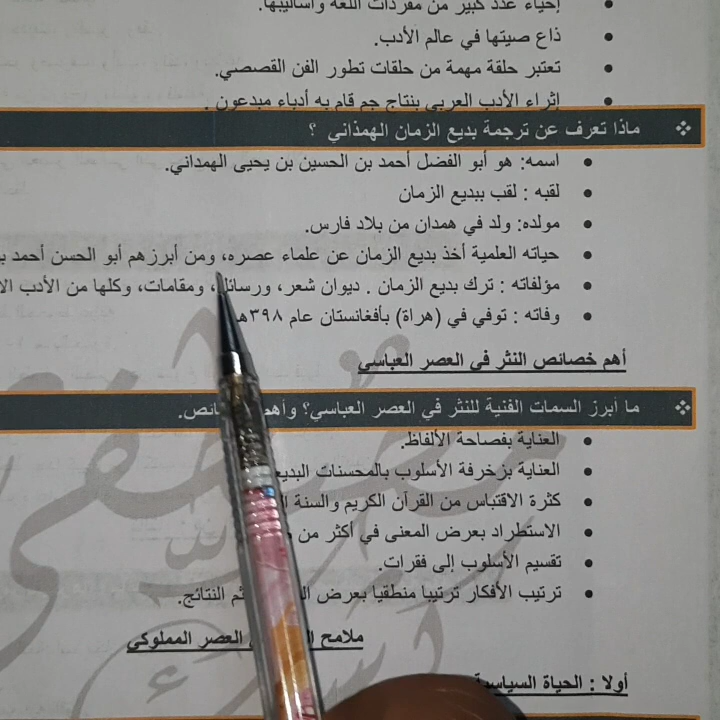 إحياء عدد كبير من مفردات اللغة وأساليبها.
ذاع صيتها في عالم الأدب.
تعتبر حلقة مهمة من حلقات تطور الفن القصصي.
إثراء الأدب العربي بنتاج جم قام به أدباء مبدعون .
ماذا تعرف عن ترجمة بديع الزمان الهمذاني ؟
اسمه: هو أبو الفضل أحمد بن الحسين بن يحيى الهمداني.
لقبه : لقب ببديع الزمان
مولده: ولد في همدان من بلاد فارس.
حياته العلمية أخذ بديع الزمان عن علماء عصره، ومن أبرزهم أبو الحسن أحمد
مؤلفاته : ترك بديع الزمان . ديوان شعر، ورسائل، ومقامات، وكلها من الأدب
وفاته : توفي في (هراة) بأفغانستان عام ٣٩٨هـ
أهم خصائص النثر في العصر العباسي
ما أبرز السمات الفنية للنثر في العصر العباسي؟ وأهم
العناية بفصاحة الألفاظ.
العناية بزخرفة الأسلوب بالمحسنات
كثرة الاقتباس من القرآن الكريم والسنة
الاستطراد بعرض المعنى في أكثر من
تقسيم الأسلوب إلى فقرات.
ترتيب الأفكار ترتيبا منطقيا بعرض ثم النتائج.
ملامح العصر المملوكي
أولا : الحياة السياسية